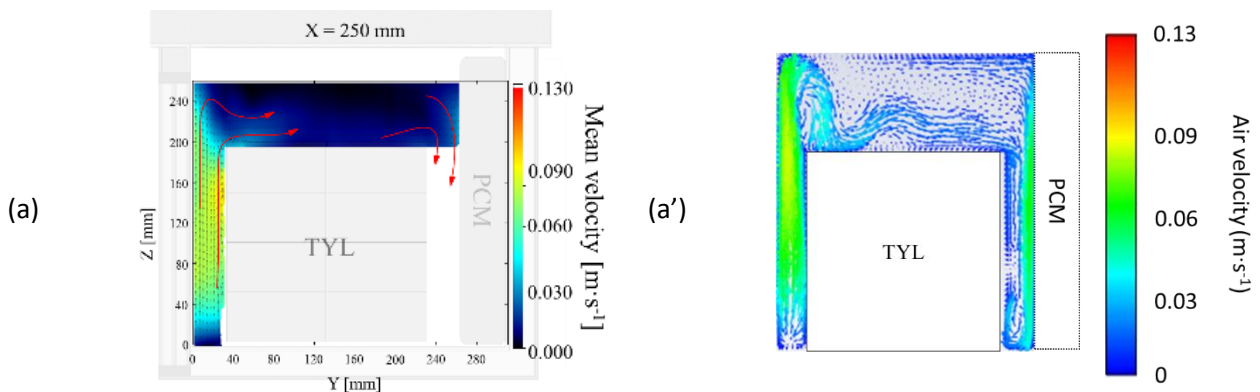 X = 250 mm
(a)
Z [mm]
240
200
160
120
80
40
0
0 40 80 120 160 200 240 280
Y [mm]
TYL
PCM
0.130
0.090
0.060
0.030
0.000
Mean velocity [m·s⁻¹]
(a’)
TYL
PCM
0.13
0.09
0.06
0.03
0
Air velocity (m·s⁻¹)